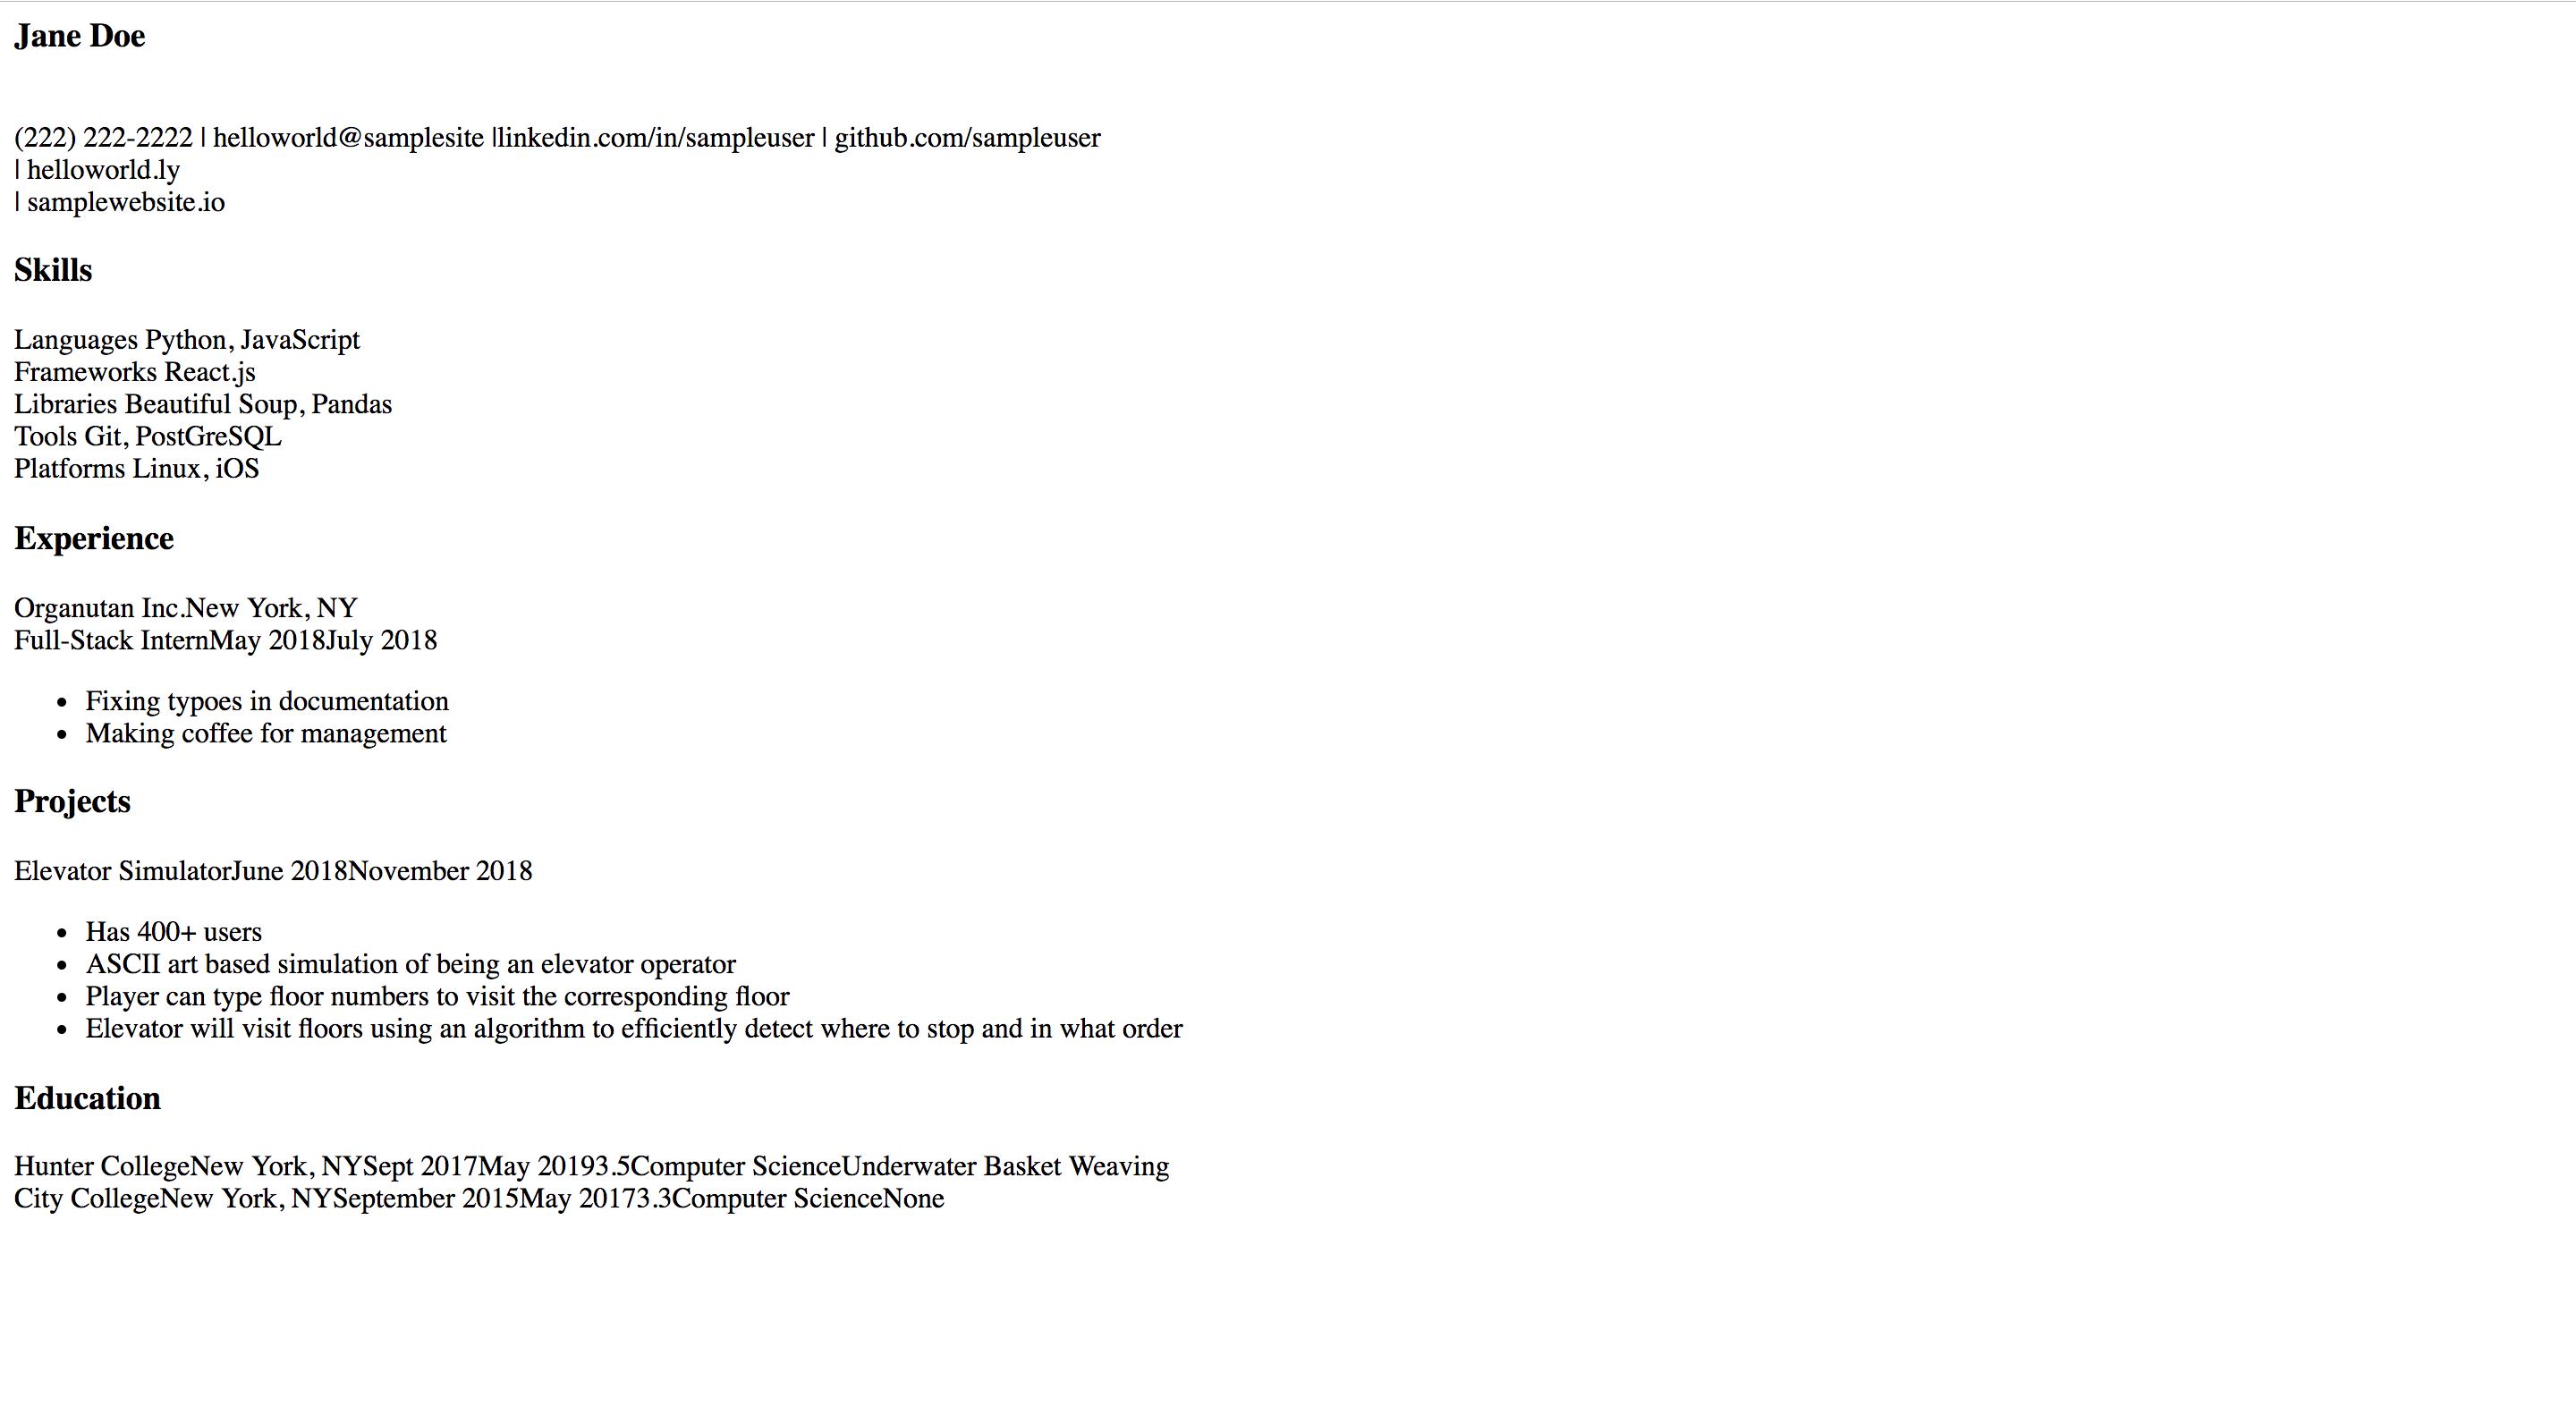 Jane Doe
(222) 222-2222 | helloworld@samplesite |linkedin.com/in/sampleuser | github.com/sampleuser
| helloworld.ly
| samplewebsite.io
Skills
Languages Python, JavaScript
Frameworks React.js
Libraries Beautiful Soup, Pandas
Tools Git, PostGreSQL
Platforms Linux, iOS
Experience
Organutan Inc.New York, NY
Full-Stack InternMay 2018July 2018
• Fixing typoes in documentation
• Making coffee for management
Projects
Elevator SimulatorJune 2018November 2018
• Has 400+ users
• ASCII art based simulation of being an elevator operator
• Player can type floor numbers to visit the corresponding floor
• Elevator will visit floors using an algorithm to efficiently detect where to stop and in what order
Education
Hunter CollegeNew York, NYSept 2017May 20193.5Computer ScienceUnderwater Basket Weaving
City CollegeNew York, NYSeptember 2015May 20173.3Computer ScienceNone